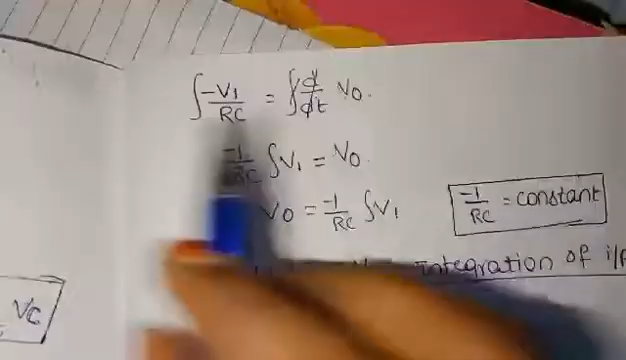 ∫ -V₁/RC = ∫ d/dt V₀.
-1/RC ∫V₁ = V₀.
V₀ = -1/RC ∫V₁
-1/RC = constant
integration of i/p
Vc